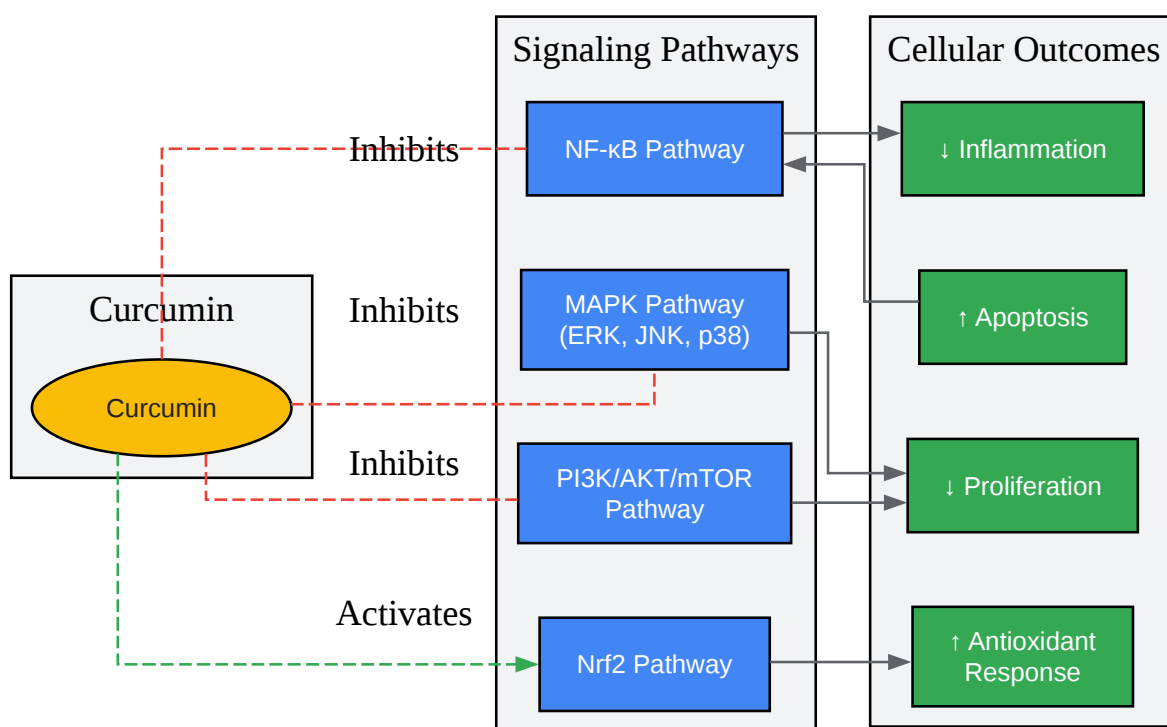 Signaling Pathways
Cellular Outcomes
Inhibits
NF-κB Pathway
↓ Inflammation
Curcumin
Inhibits
MAPK Pathway
(ERK, JNK, p38)
↑ Apoptosis
Curcumin
Inhibits
PI3K/AKT/mTOR
Pathway
↓ Proliferation
Activates
Nrf2 Pathway
↑ Antioxidant
Response